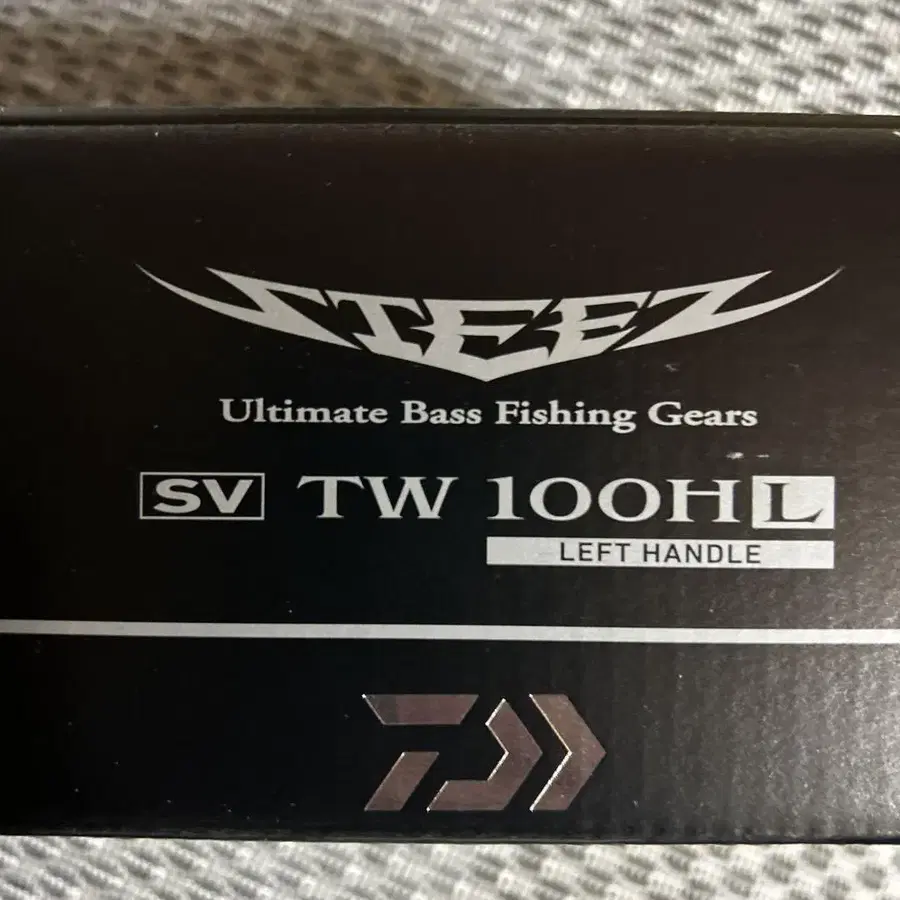 STEEZ
Ultimate Bass Fishing Gears
SV TW 100HL
LEFT HANDLE